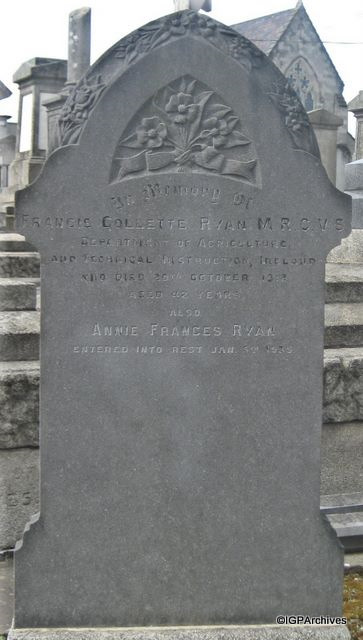 In Memory Of
Francis Collette Ryan M.R.C.V.S
Department of Agriculture,
and Technical Instruction, Ireland
who died 26th October
aged 42 years
also
Annie Frances Ryan
entered into rest Jan.
©IGPArchives